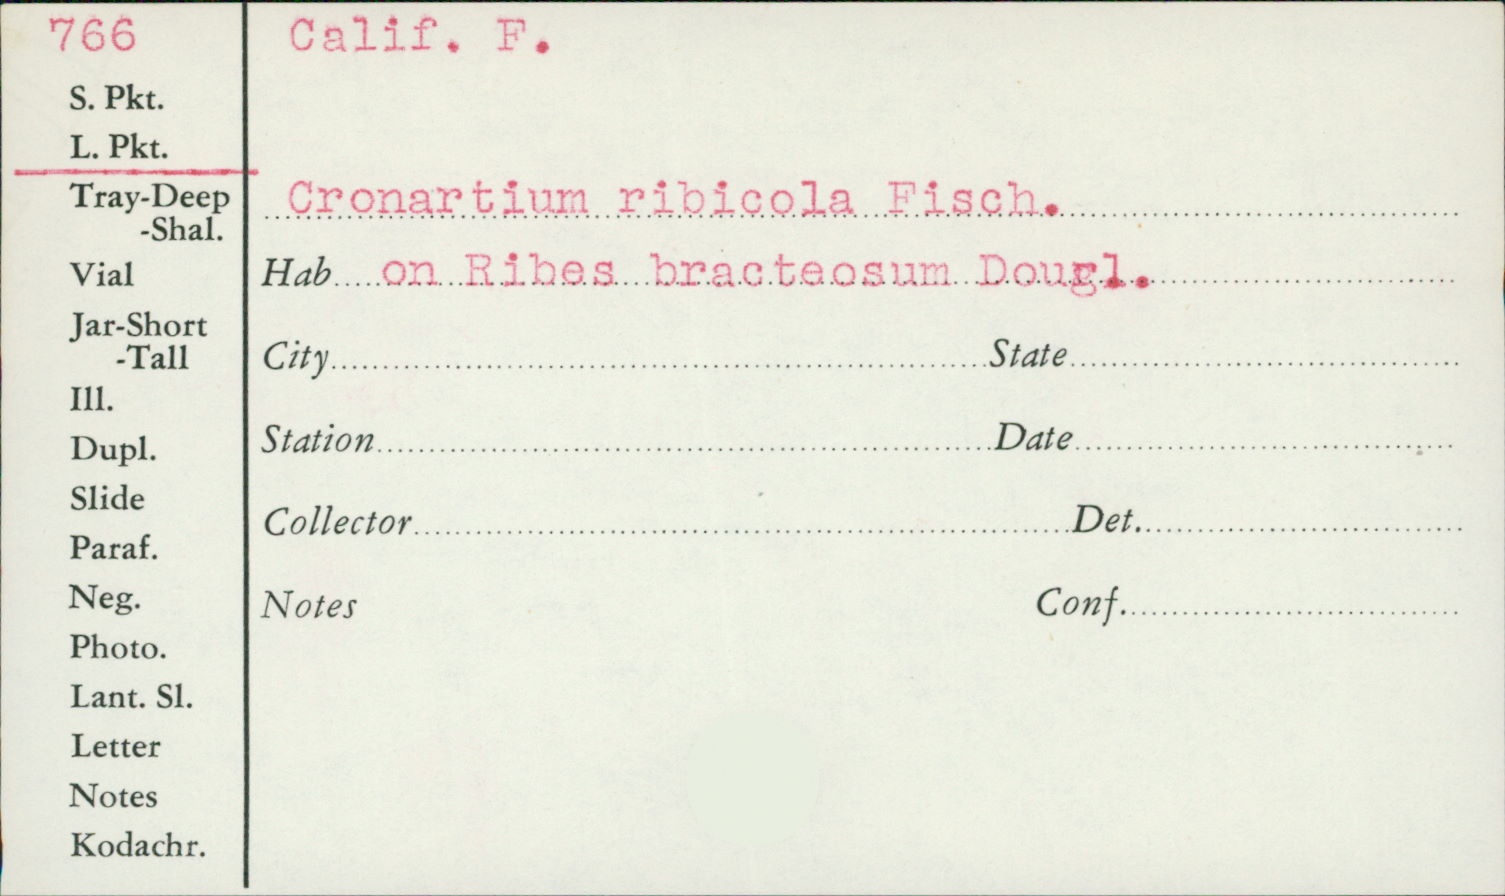 766 Calif. F.
S. Pkt.
L. Pkt.
Tray-Deep
-Shal.
Cronartium ribicola Fisch.
Vial
Hab on Ribes bracteosum Dougl.
Jar-Short
-Tall
City State
Ill.
Dupl.
Station Date
Slide
Collector Det.
Paraf.
Neg.
Notes Conf.
Photo.
Lant. Sl.
Letter
Notes
Kodachr.